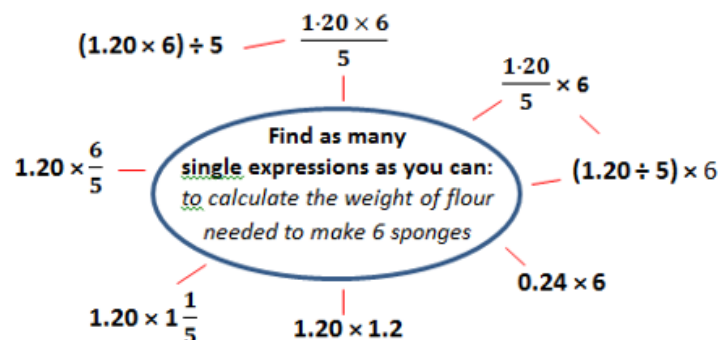 (1.20 × 6) ÷ 5
1·20 × 6
5
1·20
5
× 6
Find as many
single expressions as you can:
to calculate the weight of flour
needed to make 6 sponges
1.20 × 6/5
(1.20 ÷ 5) × 6
0.24 × 6
1.20 × 1 1/5
1.20 × 1.2